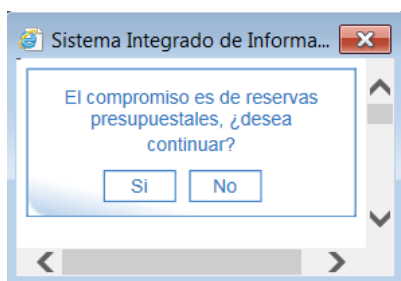 Sistema Integrado de Informa...
El compromiso es de reservas
presupuestales, ¿desea
continuar?
Si No